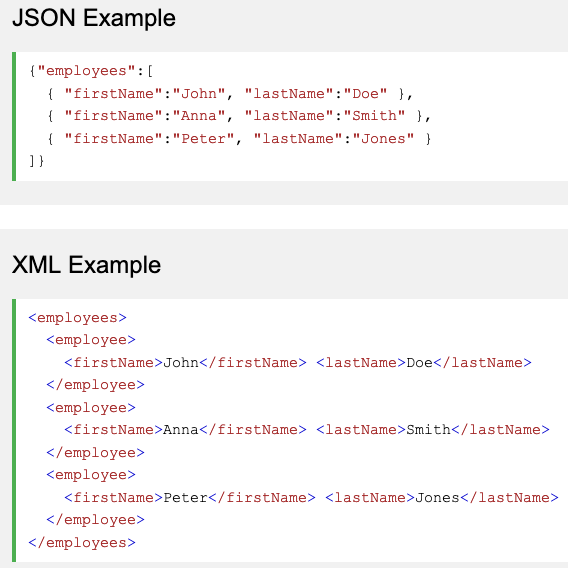 JSON Example
{"employees":[
  { "firstName":"John", "lastName":"Doe" },
  { "firstName":"Anna", "lastName":"Smith" },
  { "firstName":"Peter", "lastName":"Jones" }
]}
XML Example
<employees>
  <employee>
    <firstName>John</firstName> <lastName>Doe</lastName>
  </employee>
  <employee>
    <firstName>Anna</firstName> <lastName>Smith</lastName>
  </employee>
  <employee>
    <firstName>Peter</firstName> <lastName>Jones</lastName>
  </employee>
</employees>